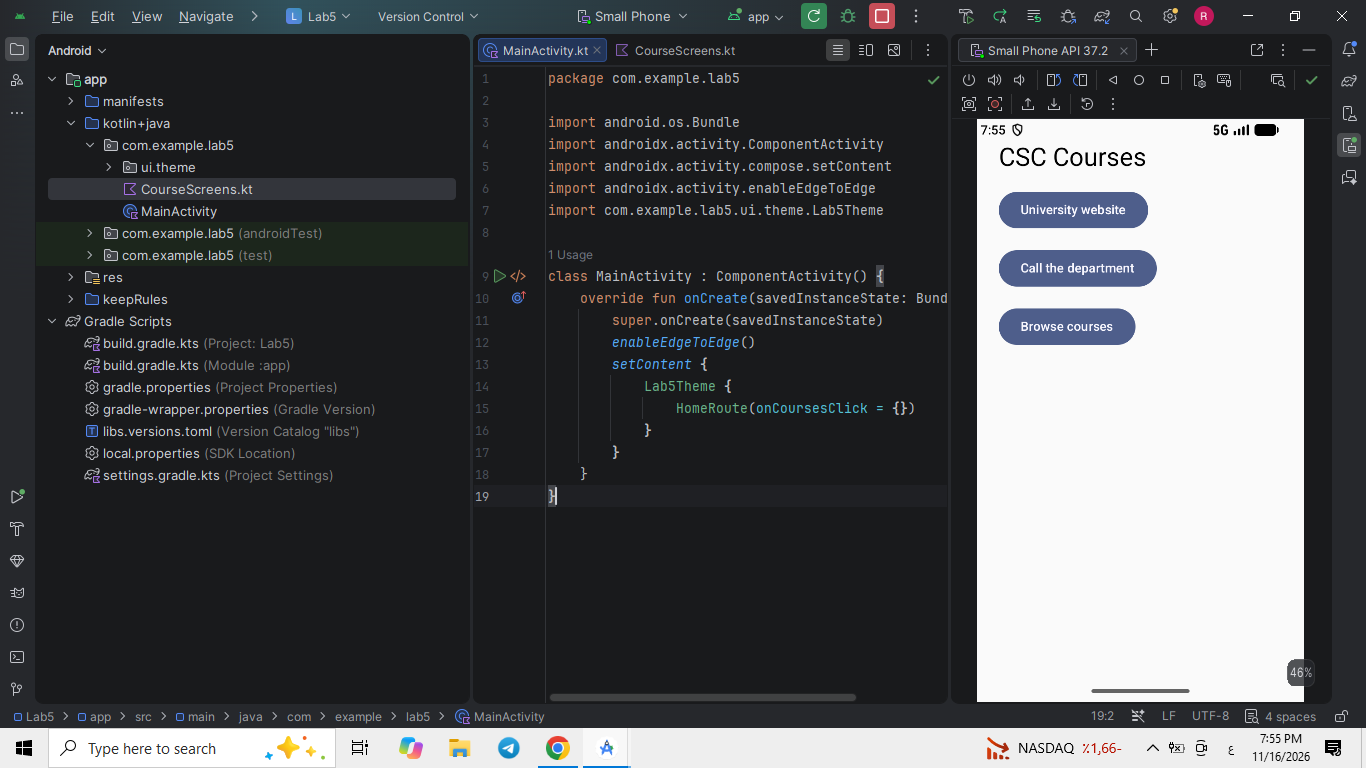 File Edit View Navigate L Lab5 Version Control Small Phone app R
Android
app
manifests
kotlin+java
com.example.lab5
ui.theme
CourseScreens.kt
MainActivity
com.example.lab5 (androidTest)
com.example.lab5 (test)
res
keepRules
Gradle Scripts
build.gradle.kts (Project: Lab5)
build.gradle.kts (Module :app)
gradle.properties (Project Properties)
gradle-wrapper.properties (Gradle Version)
libs.versions.toml (Version Catalog "libs")
local.properties (SDK Location)
settings.gradle.kts (Project Settings)
MainActivity.kt CourseScreens.kt
1 package com.example.lab5
2
3 import android.os.Bundle
4 import androidx.activity.ComponentActivity
5 import androidx.activity.compose.setContent
6 import androidx.activity.enableEdgeToEdge
7 import com.example.lab5.ui.theme.Lab5Theme
8
1 Usage
9 class MainActivity : ComponentActivity() {
10 override fun onCreate(savedInstanceState: Bund
11 super.onCreate(savedInstanceState)
12 enableEdgeToEdge()
13 setContent {
14 Lab5Theme {
15 HomeRoute(onCoursesClick = {})
16 }
17 }
18 }
19 }
Small Phone API 37.2
7:55 5G
CSC Courses
University website
Call the department
Browse courses
46%
Lab5 app src main java com example lab5 MainActivity 19:2 LF UTF-8 4 spaces
Type here to search NASDAQ ٪1,66- ع 7:55 PM
11/16/2026